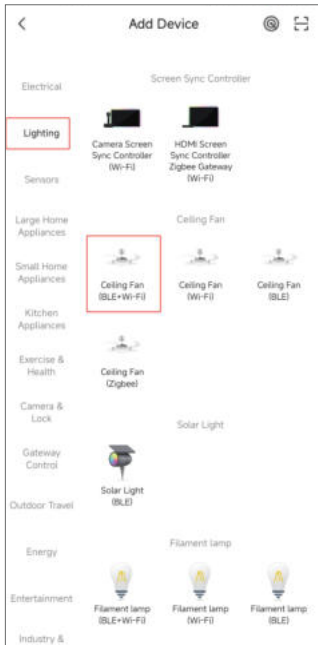 Add Device
Electrical
Lighting
Sensors
Large Home
Appliances
Small Home
Appliances
Kitchen
Appliances
Exercise &
Health
Camera &
Lock
Gateway
Control
Outdoor Travel
Energy
Entertainment
Industry &
Screen Sync Controller
Camera Screen
Sync Controller
(Wi-Fi)
HDMI Screen
Sync Controller
Zigbee Gateway
(Wi-Fi)
Ceiling Fan
Ceiling Fan
(BLE+Wi-Fi)
Ceiling Fan
(Wi-Fi)
Ceiling Fan
(BLE)
Ceiling Fan
(Zigbee)
Solar Light
Solar Light
(BLE)
Filament lamp
Filament lamp
(BLE+Wi-Fi)
Filament lamp
(Wi-Fi)
Filament lamp
(BLE)